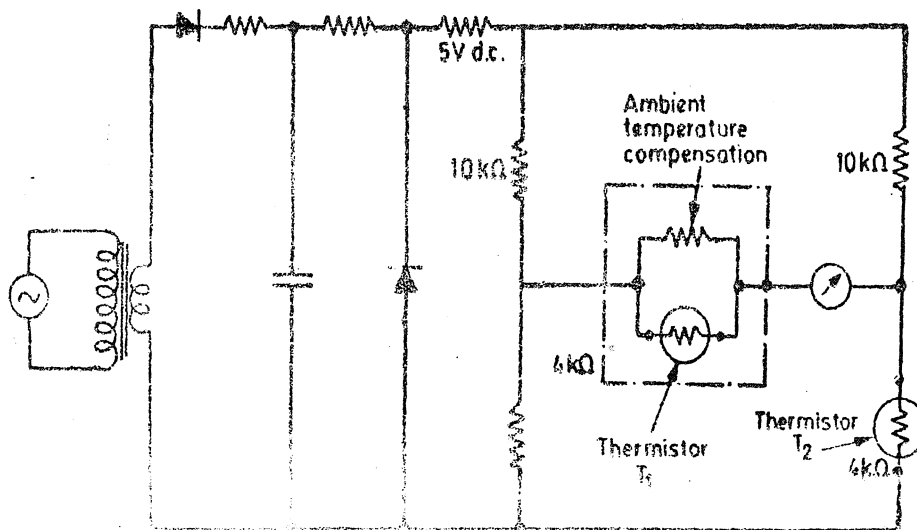 5V d.c.
Ambient
temperature
compensation
10kΩ
10kΩ
4kΩ
Thermistor
T1
Thermistor
T2
4kΩ